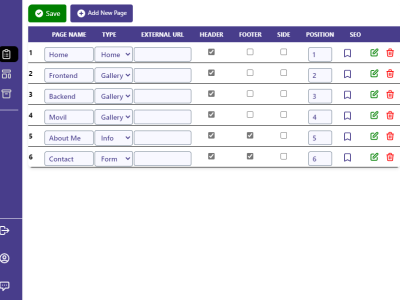 Save Add New Page
PAGE NAME TYPE EXTERNAL URL HEADER FOOTER SIDE POSITION SEO
1 Home Home 1
2 Frontend Gallery 2
3 Backend Gallery 3
4 Movil Gallery 4
5 About Me Info 5
6 Contact Form 6